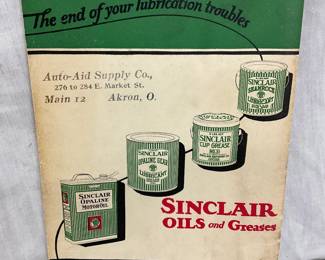 The end of your lubrication troubles
Auto-Aid Supply Co.,
276 to 284 E. Market St.
Main 12 Akron, O.
SINCLAIR
SHAMROCK
LUBRICANT
SINCLAIR
CUP GREASE
SINCLAIR
OPALINE GEAR
LUBRICANT
SINCLAIR
OPALINE
MOTOR OIL
SINCLAIR
OILS and Greases